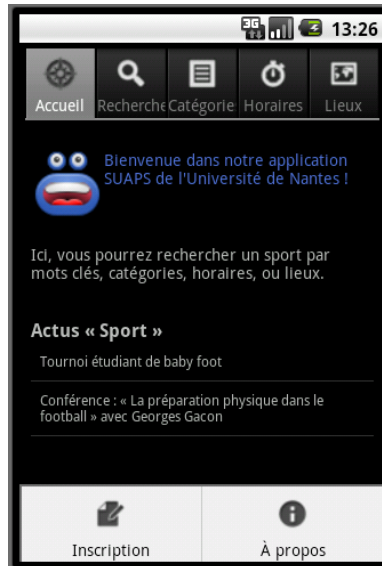 3G 13:26
Accueil Recherche Catégorie Horaires Lieux
Bienvenue dans notre application
SUAPS de l'Université de Nantes !
Ici, vous pourrez rechercher un sport par
mots clés, catégories, horaires, ou lieux.
Actus « Sport »
Tournoi étudiant de baby foot
Conférence : « La préparation physique dans le
football » avec Georges Gacon
Inscription À propos